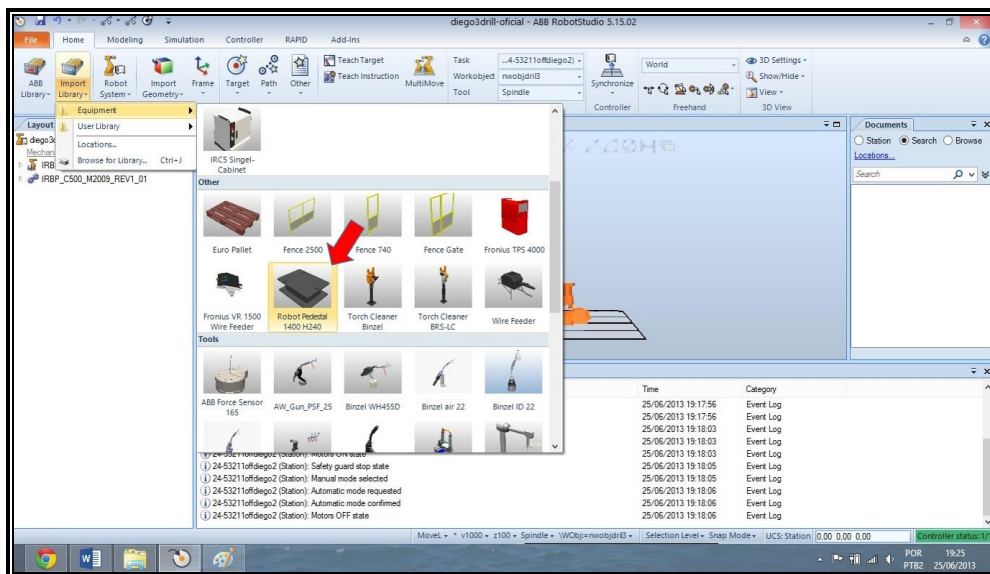 diego3drill-oficial - ABB RobotStudio 5.15.02
File Home Modeling Simulation Controller RAPID Add-Ins
ABB Library
Import Library
Robot System
Import Geometry
Frame
Target
Path
Other
Teach Target
Teach Instruction
MultiMove
Task ...4-53211offdiego2)
Workobject nwobjdril3
Tool Spindle
Synchronize
Controller
World
Freehand
3D Settings
Show/Hide
View
3D View
Equipment
User Library
Locations...
Browse for Library... Ctrl+J
Layout
Mechan
IRB
IRBP_C500_M2009_REV1_01
IRC5 Singel-
Cabinet
Other
Euro Pallet
Fence 2500
Fence 740
Fence Gate
Fronius TPS 4000
Fronius VR 1500
Wire Feeder
Robot Pedestal
1400 H240
Torch Cleaner
Binzel
Torch Cleaner
BRS-LC
Wire Feeder
Tools
ABB Force Sensor
165
AW_Gun_PSF_25
Binzel WH455D
Binzel air 22
Binzel ID 22
Documents
Station Search Browse
Locations...
Search
Time Category
25/06/2013 19:17:56 Event Log
25/06/2013 19:17:56 Event Log
25/06/2013 19:18:03 Event Log
25/06/2013 19:18:03 Event Log
24-53211offdiego2 (Station): Motors ON state 25/06/2013 19:18:03 Event Log
24-53211offdiego2 (Station): Safety guard stop state 25/06/2013 19:18:05 Event Log
24-53211offdiego2 (Station): Manual mode selected 25/06/2013 19:18:05 Event Log
24-53211offdiego2 (Station): Automatic mode requested 25/06/2013 19:18:06 Event Log
24-53211offdiego2 (Station): Automatic mode confirmed 25/06/2013 19:18:06 Event Log
24-53211offdiego2 (Station): Motors OFF state 25/06/2013 19:18:06 Event Log
MoveL * v1000 z100 Spindle \WObj:=nwobjdril3 Selection Level Snap Mode UCS: Station 0.00 0.00 0.00 Controller status: 1/
POR 19:25
PTB2 25/06/2013